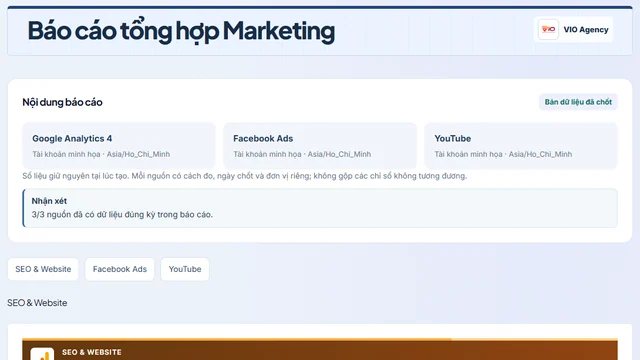 Báo cáo tổng hợp Marketing
VIO
VIO Agency
Nội dung báo cáo
Bản dữ liệu đã chốt
Google Analytics 4
Tài khoản minh họa · Asia/Ho_Chi_Minh
Facebook Ads
Tài khoản minh họa · Asia/Ho_Chi_Minh
YouTube
Tài khoản minh họa · Asia/Ho_Chi_Minh
Số liệu giữ nguyên tại lúc tạo. Mỗi nguồn có cách đo, ngày chốt và đơn vị riêng; không gộp các chỉ số không tương đương.
Nhận xét
3/3 nguồn đã có dữ liệu đúng kỳ trong báo cáo.
SEO & Website
Facebook Ads
YouTube
SEO & Website
SEO & WEBSITE